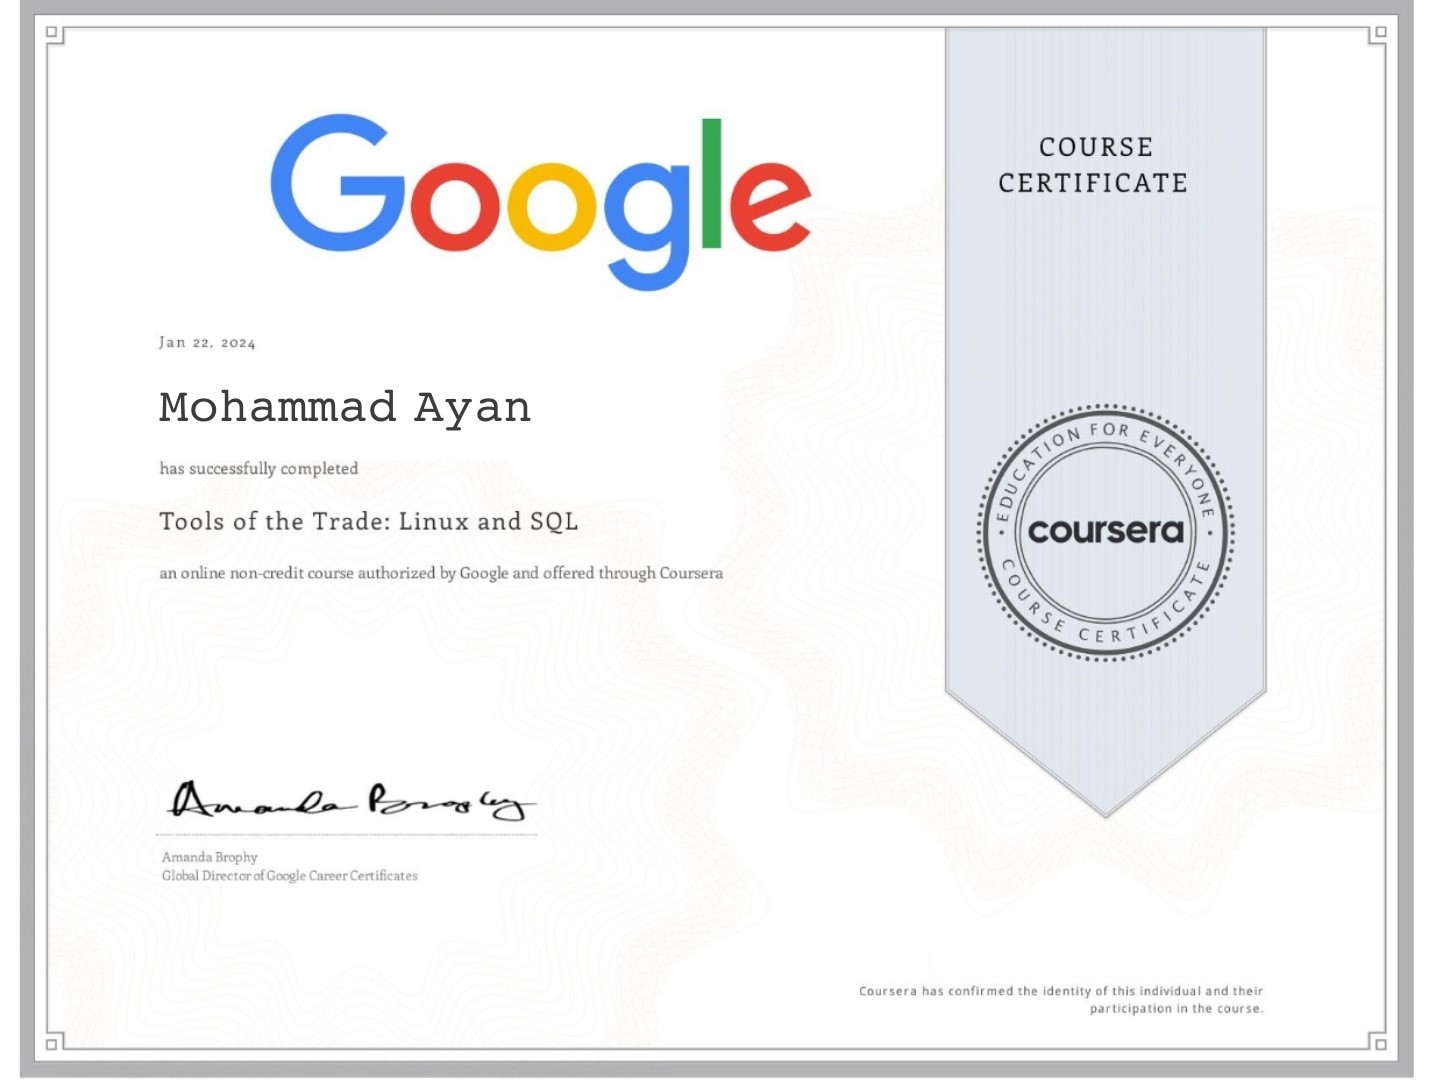 Google
COURSE
CERTIFICATE
Jan 22, 2024
Mohammad Ayan
has successfully completed
Tools of the Trade: Linux and SQL
an online non-credit course authorized by Google and offered through Coursera
EDUCATION FOR EVERYONE
coursera
COURSE CERTIFICATE
Amanda Brophy
Amanda Brophy
Global Director of Google Career Certificates
Coursera has confirmed the identity of this individual and their
participation in the course.